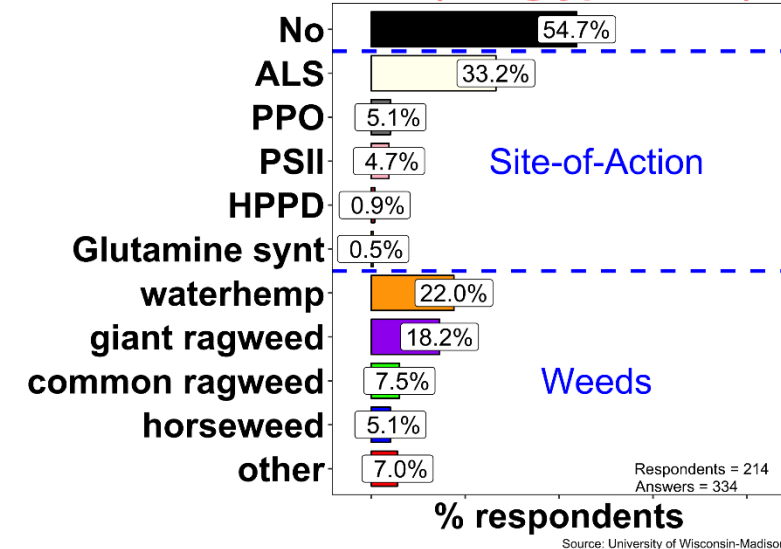 No 54.7%
ALS 33.2%
PPO 5.1%
PSII 4.7%
Site-of-Action
HPPD 0.9%
Glutamine synt 0.5%
waterhemp 22.0%
giant ragweed 18.2%
common ragweed 7.5%
Weeds
horseweed 5.1%
other 7.0%
Respondents = 214
Answers = 334
% respondents
Source: University of Wisconsin-Madison